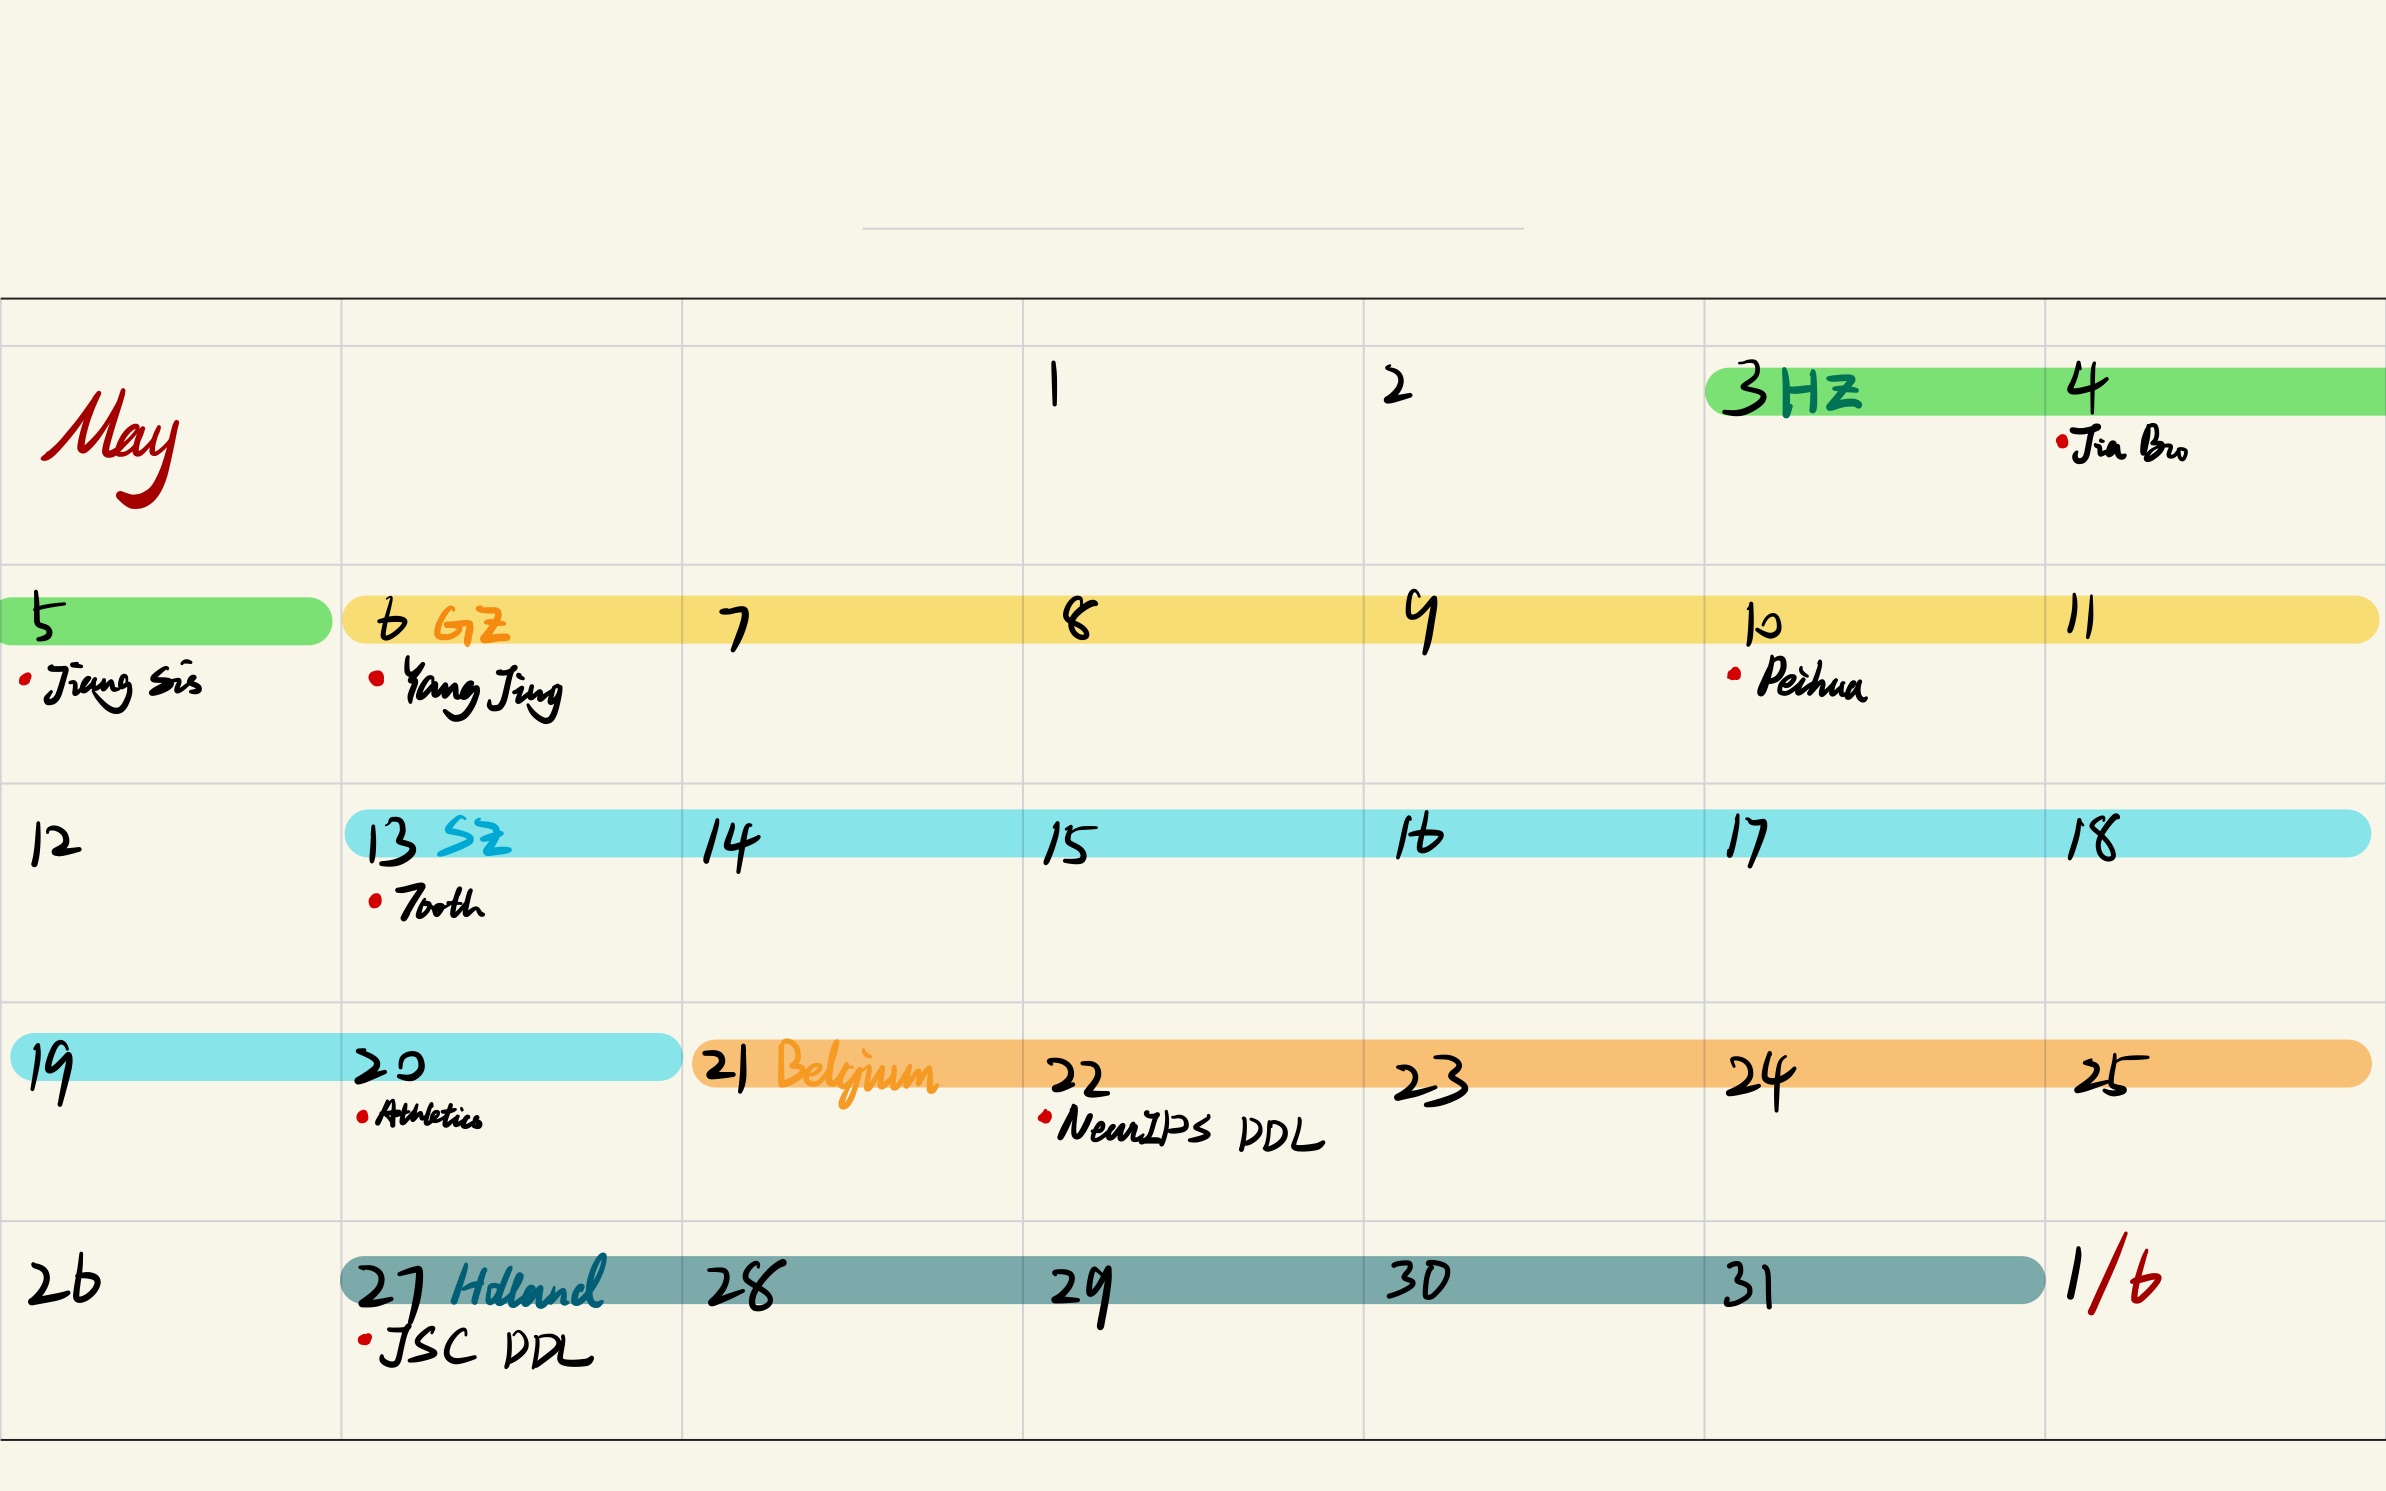 May
1
2
3 HZ
4
Jia Bro
5
6 GZ
7
8
9
10
11
Jiang Sis
Yang Jing
Peihua
12
13 SZ
14
15
16
17
18
Tooth
19
20
21 Belgium
22
23
24
25
Athletics
NeurIPS DDL
26
27 Holland
28
29
30
31
1/6
JSC DDL